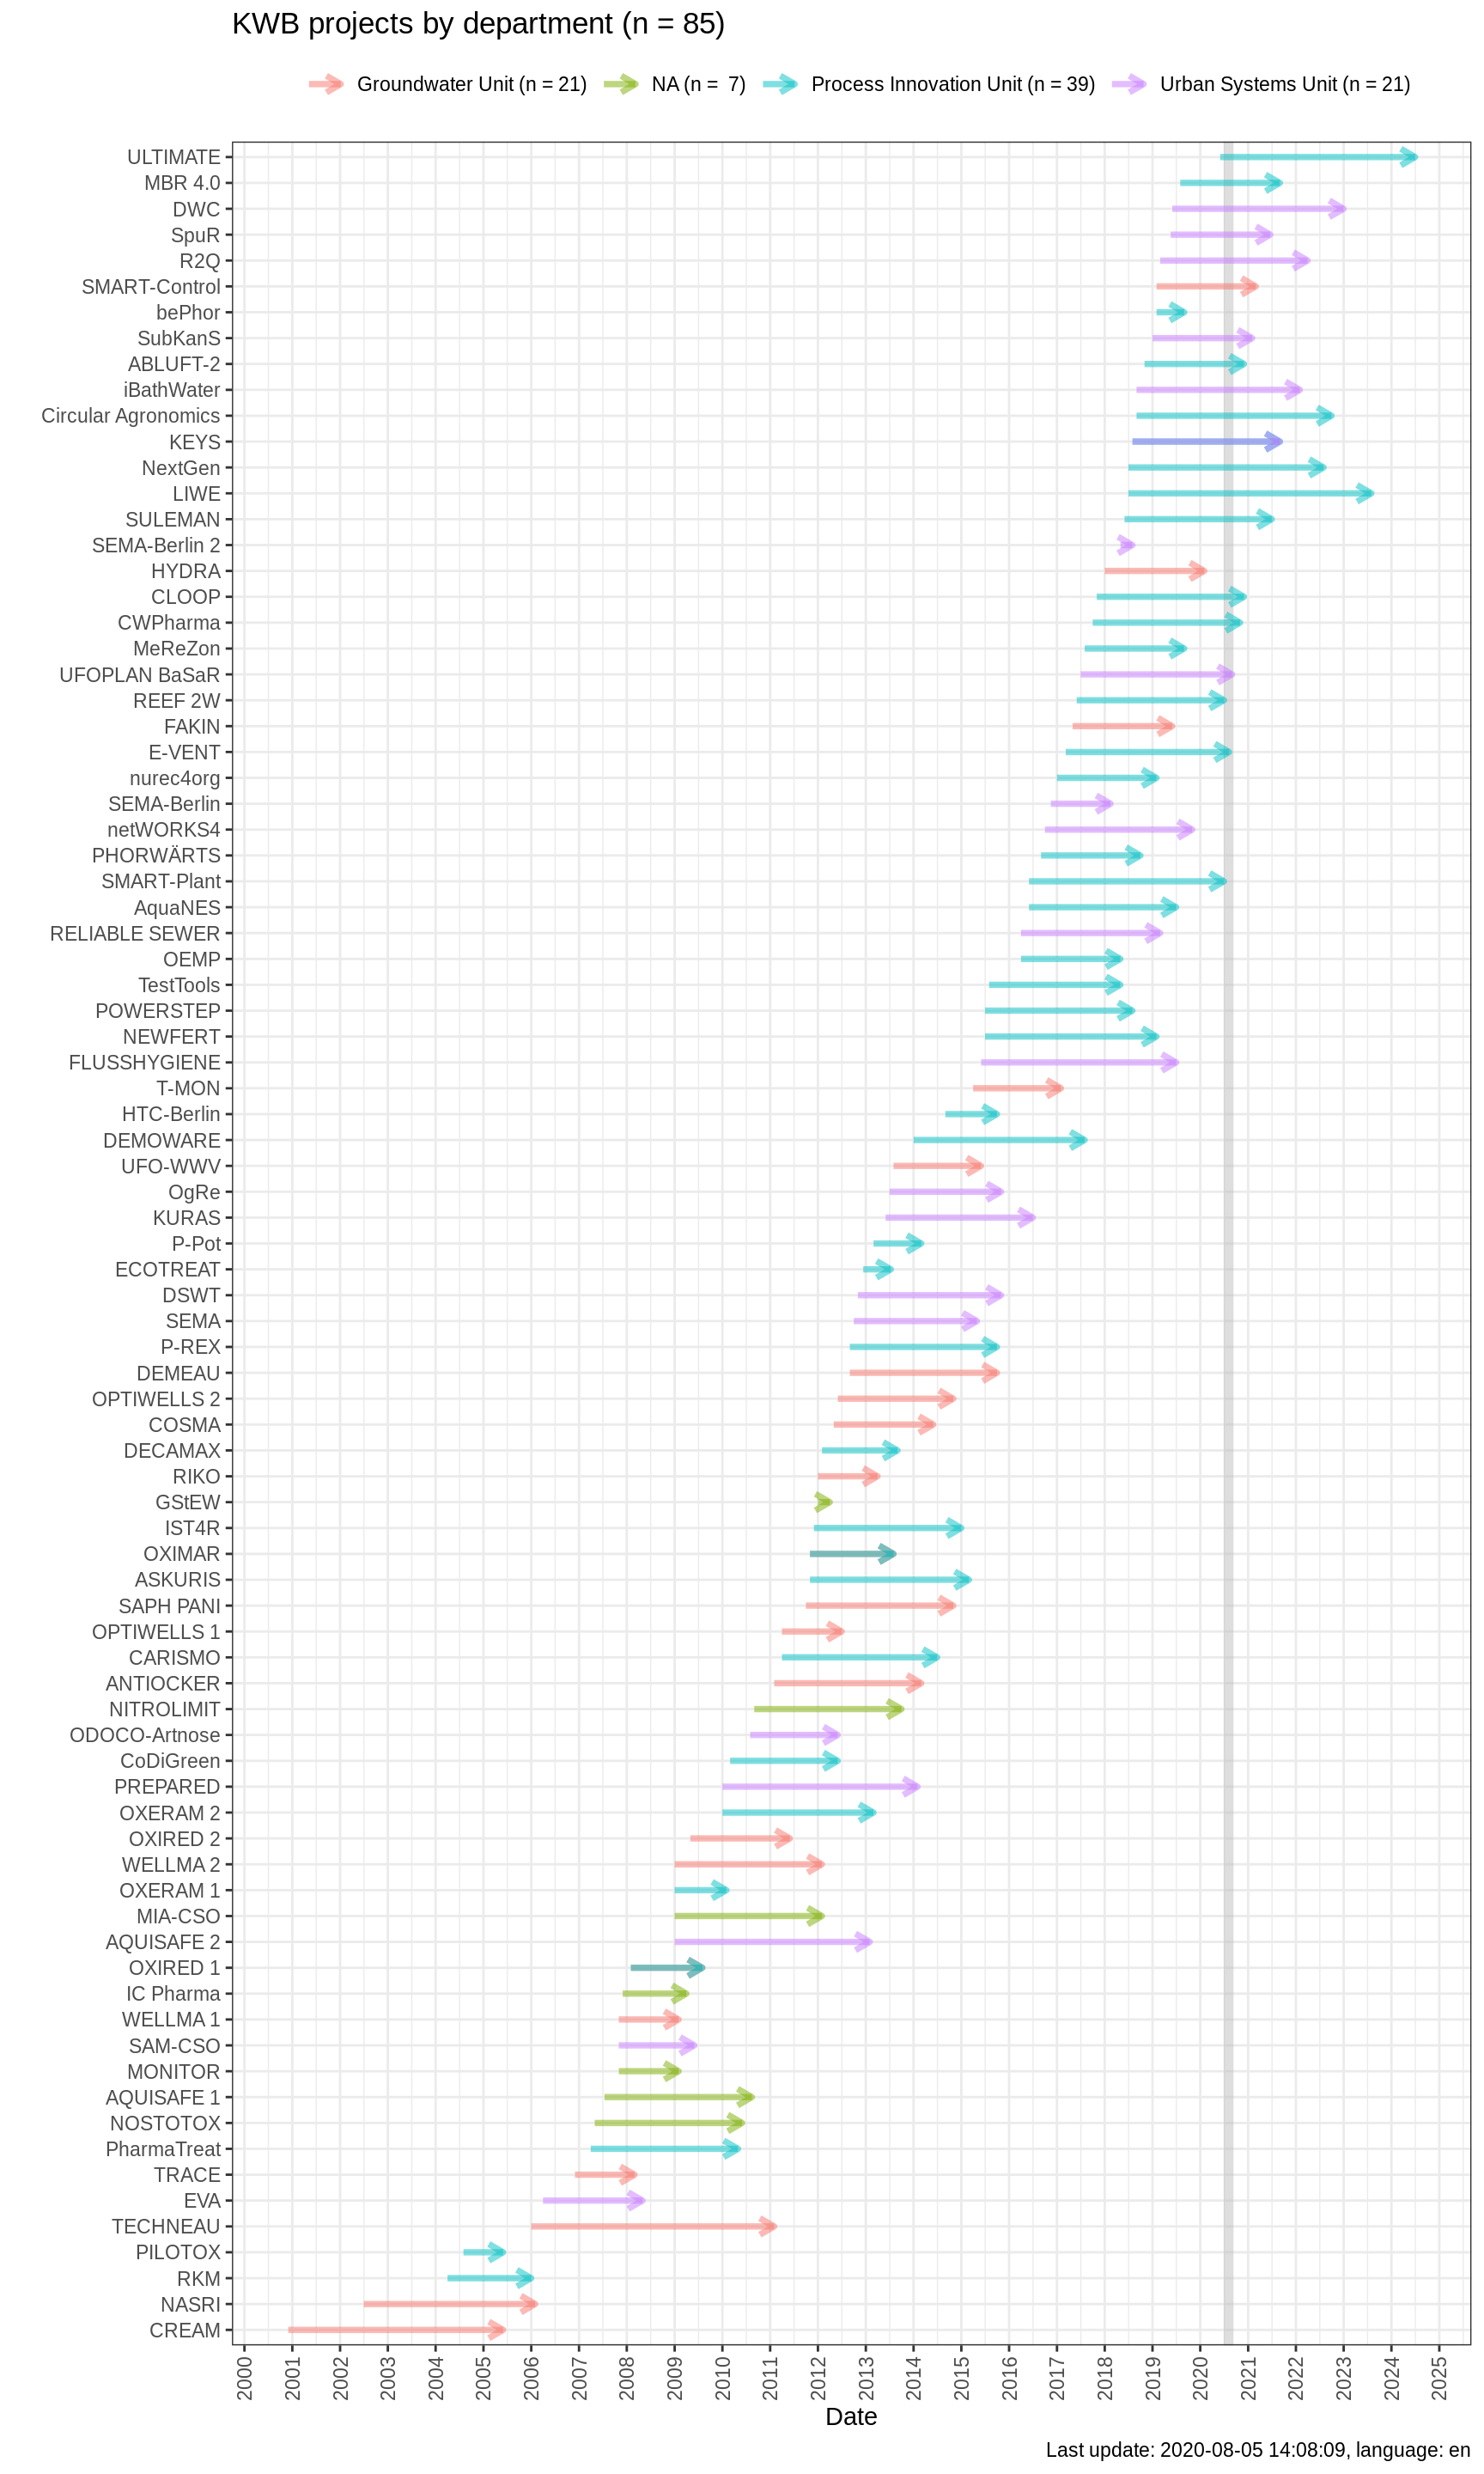 KWB projects by department (n = 85)
Groundwater Unit (n = 21) NA (n =  7) Process Innovation Unit (n = 39) Urban Systems Unit (n = 21)
ULTIMATE
MBR 4.0
DWC
SpuR
R2Q
SMART-Control
bePhor
SubKanS
ABLUFT-2
iBathWater
Circular Agronomics
KEYS
NextGen
LIWE
SULEMAN
SEMA-Berlin 2
HYDRA
CLOOP
CWPharma
MeReZon
UFOPLAN BaSaR
REEF 2W
FAKIN
E-VENT
nurec4org
SEMA-Berlin
netWORKS4
PHORWÄRTS
SMART-Plant
AquaNES
RELIABLE SEWER
OEMP
TestTools
POWERSTEP
NEWFERT
FLUSSHYGIENE
T-MON
HTC-Berlin
DEMOWARE
UFO-WWV
OgRe
KURAS
P-Pot
ECOTREAT
DSWT
SEMA
P-REX
DEMEAU
OPTIWELLS 2
COSMA
DECAMAX
RIKO
GStEW
IST4R
OXIMAR
ASKURIS
SAPH PANI
OPTIWELLS 1
CARISMO
ANTIOCKER
NITROLIMIT
ODOCO-Artnose
CoDiGreen
PREPARED
OXERAM 2
OXIRED 2
WELLMA 2
OXERAM 1
MIA-CSO
AQUISAFE 2
OXIRED 1
IC Pharma
WELLMA 1
SAM-CSO
MONITOR
AQUISAFE 1
NOSTOTOX
PharmaTreat
TRACE
EVA
TECHNEAU
PILOTOX
RKM
NASRI
CREAM
2000 2001 2002 2003 2004 2005 2006 2007 2008 2009 2010 2011 2012 2013 2014 2015 2016 2017 2018 2019 2020 2021 2022 2023 2024 2025
Date
Last update: 2020-08-05 14:08:09, language: en